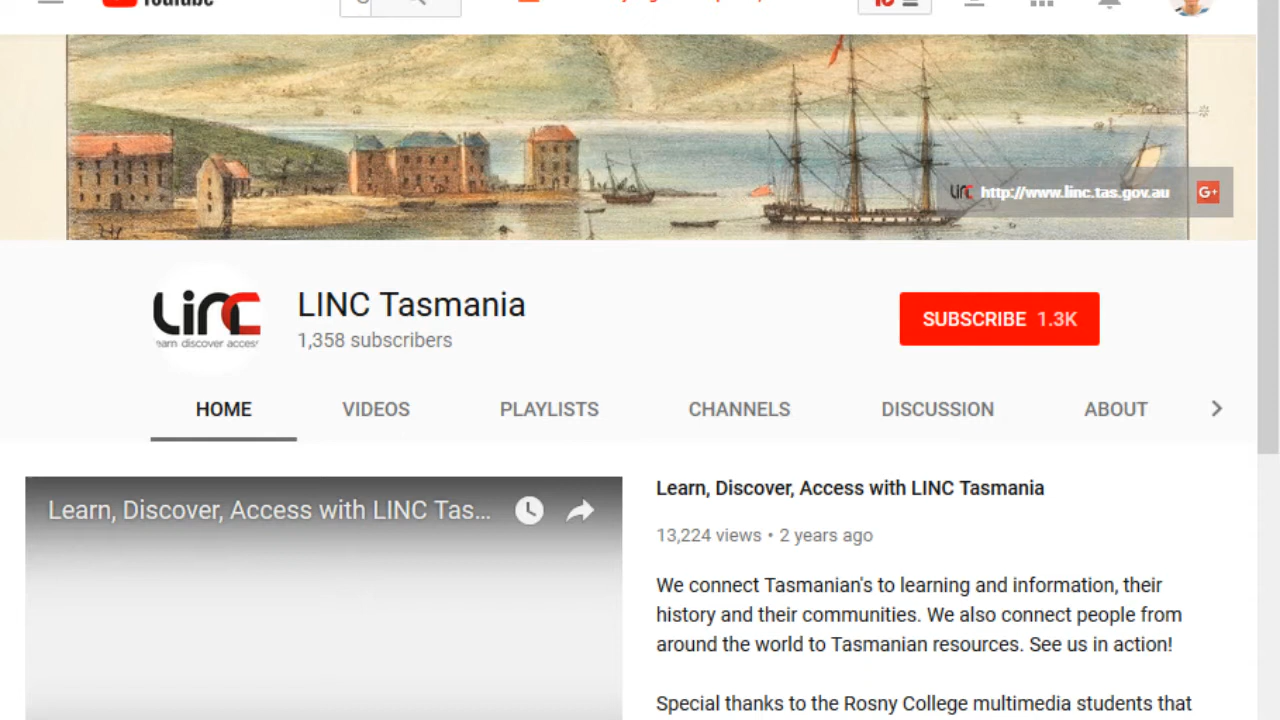 YouTube
Linc http://www.linc.tas.gov.au G+
Linc
LINC Tasmania
learn discover access
1,358 subscribers
SUBSCRIBE 1.3K
HOME VIDEOS PLAYLISTS CHANNELS DISCUSSION ABOUT
Learn, Discover, Access with LINC Tas...
Learn, Discover, Access with LINC Tasmania
13,224 views • 2 years ago
We connect Tasmanian's to learning and information, their
history and their communities. We also connect people from
around the world to Tasmanian resources. See us in action!
Special thanks to the Rosny College multimedia students that